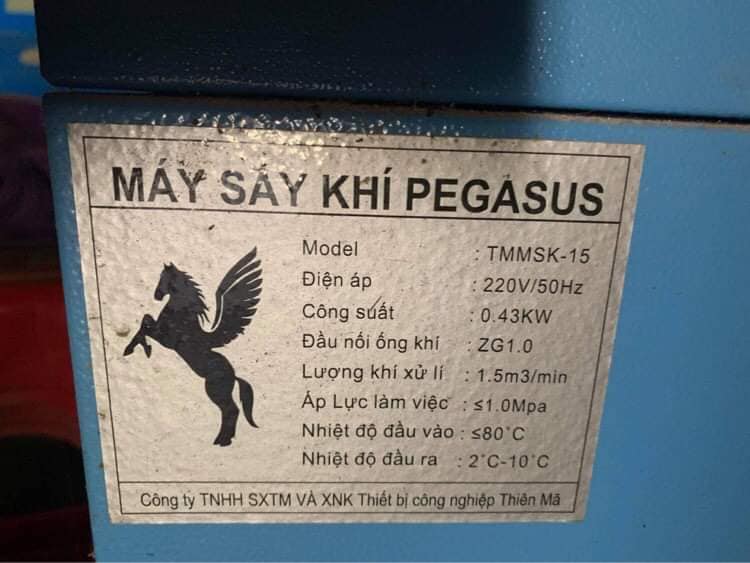 MÁY SẤY KHÍ PEGASUS
Model : TMMSK-15
Điện áp : 220V/50Hz
Công suất : 0.43KW
Đầu nối ống khí : ZG1.0
Lượng khí xử lí : 1.5m3/min
Áp Lực làm việc : ≤1.0Mpa
Nhiệt độ đầu vào : ≤80°C
Nhiệt độ đầu ra : 2°C-10°C
Công ty TNHH SXTM VÀ XNK Thiết bị công nghiệp Thiên Mã